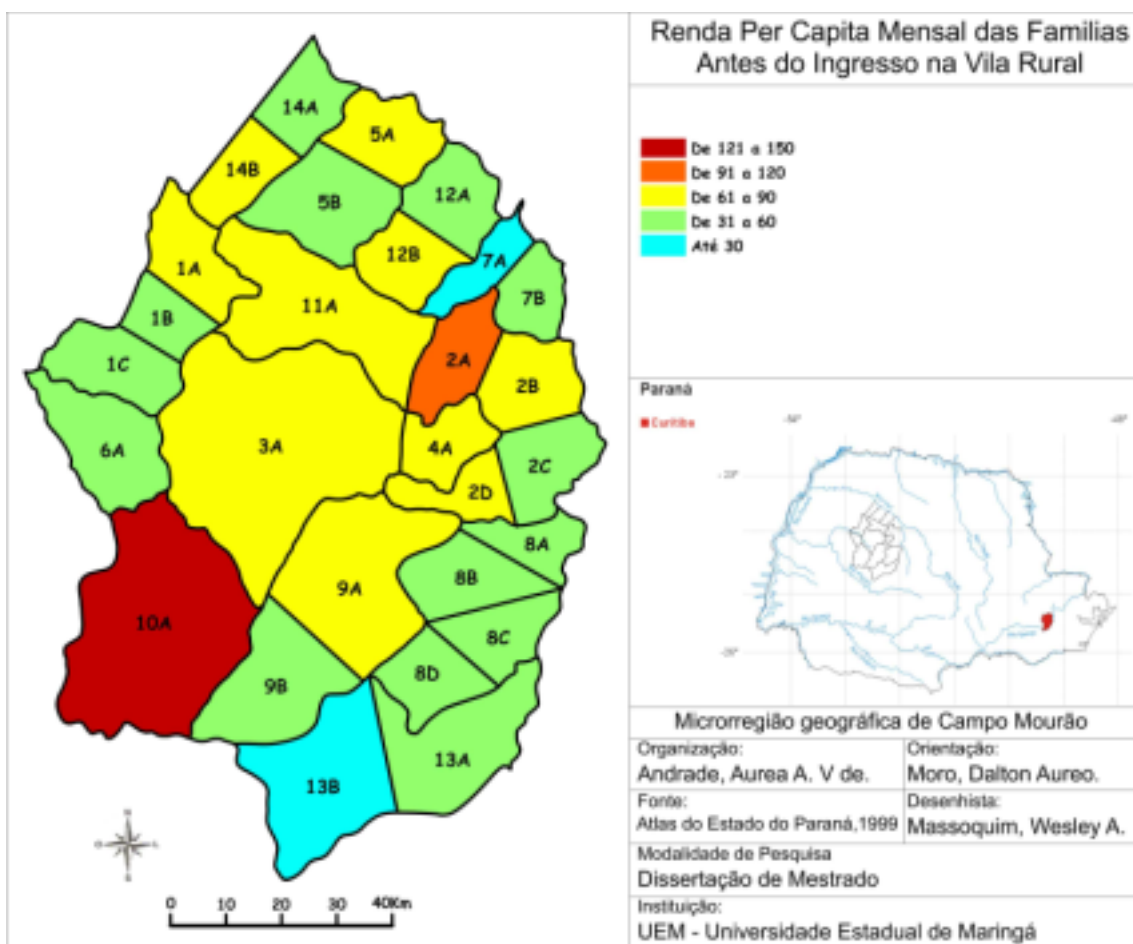 Renda Per Capita Mensal das Familias
Antes do Ingresso na Vila Rural
De 121 a 150
De 91 a 120
De 61 a 90
De 31 a 60
Até 30
14A
5A
14B
5B
12A
12B
7A
1A
11A
7B
1B
1C
2A
2B
6A
3A
4A
2C
2D
8A
8B
9A
10A
8C
8D
9B
13A
13B
0 10 20 30 40Km
Paraná
Curitiba
Microrregião geográfica de Campo Mourão
Organização:
Andrade, Aurea A. V de.
Orientação:
Moro, Dalton Aureo.
Fonte:
Atlas do Estado do Paraná,1999
Desenhista:
Massoquim, Wesley A.
Modalidade de Pesquisa
Dissertação de Mestrado
Instituição:
UEM - Universidade Estadual de Maringá